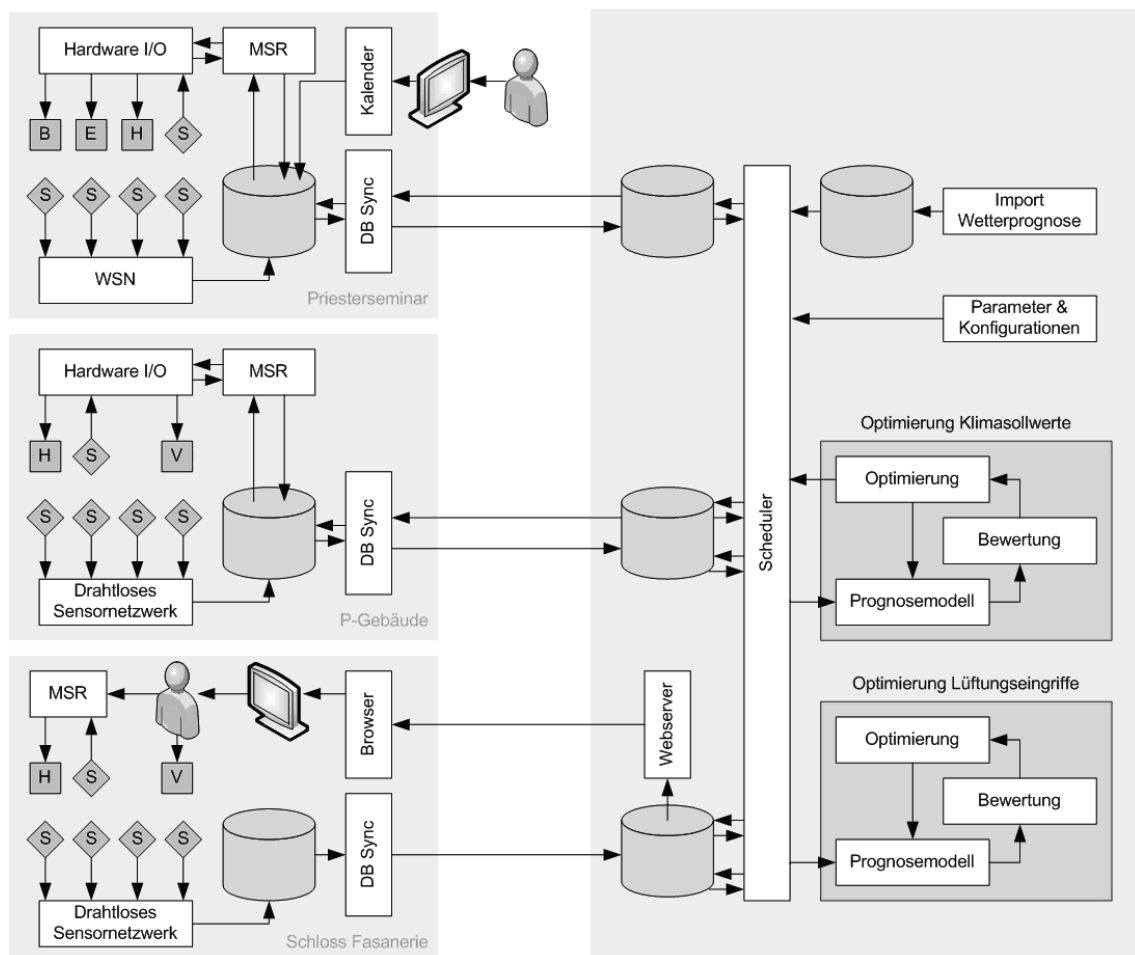 Hardware I/O
MSR
Kalender
B
E
H
S
S
S
S
S
DB Sync
WSN
Priesterseminar
Hardware I/O
MSR
H
S
V
S
S
S
S
DB Sync
Drahtloses
Sensornetzwerk
P-Gebäude
MSR
Browser
H
S
V
S
S
S
S
DB Sync
Drahtloses
Sensornetzwerk
Schloss Fasanerie
Webserver
Scheduler
Import
Wetterprognose
Parameter &
Konfigurationen
Optimierung Klimasollwerte
Optimierung
Bewertung
Prognosemodell
Optimierung Lüftungseingriffe
Optimierung
Bewertung
Prognosemodell